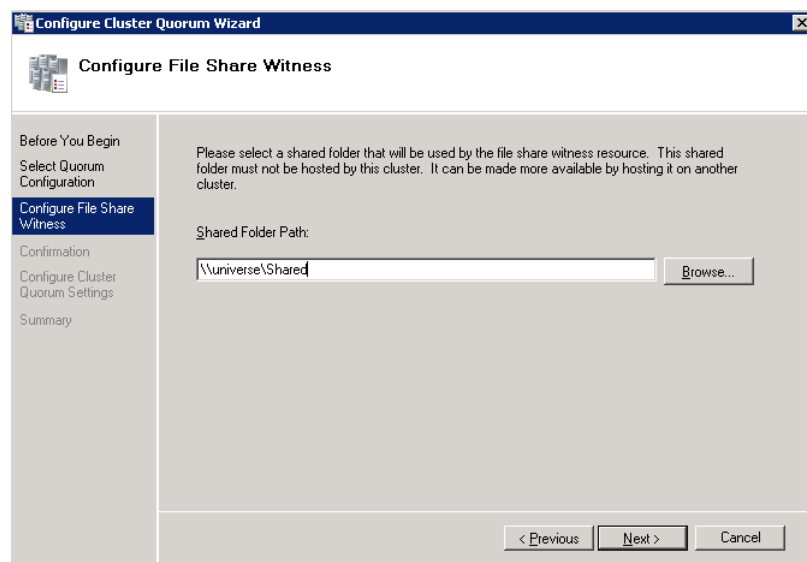 Configure Cluster Quorum Wizard
Configure File Share Witness
Before You Begin
Select Quorum
Configuration
Configure File Share
Witness
Confirmation
Configure Cluster
Quorum Settings
Summary
Please select a shared folder that will be used by the file share witness resource.  This shared
folder must not be hosted by this cluster.  It can be made more available by hosting it on another
cluster.
Shared Folder Path:
\\universe\Shared
Browse...
< Previous
Next >
Cancel